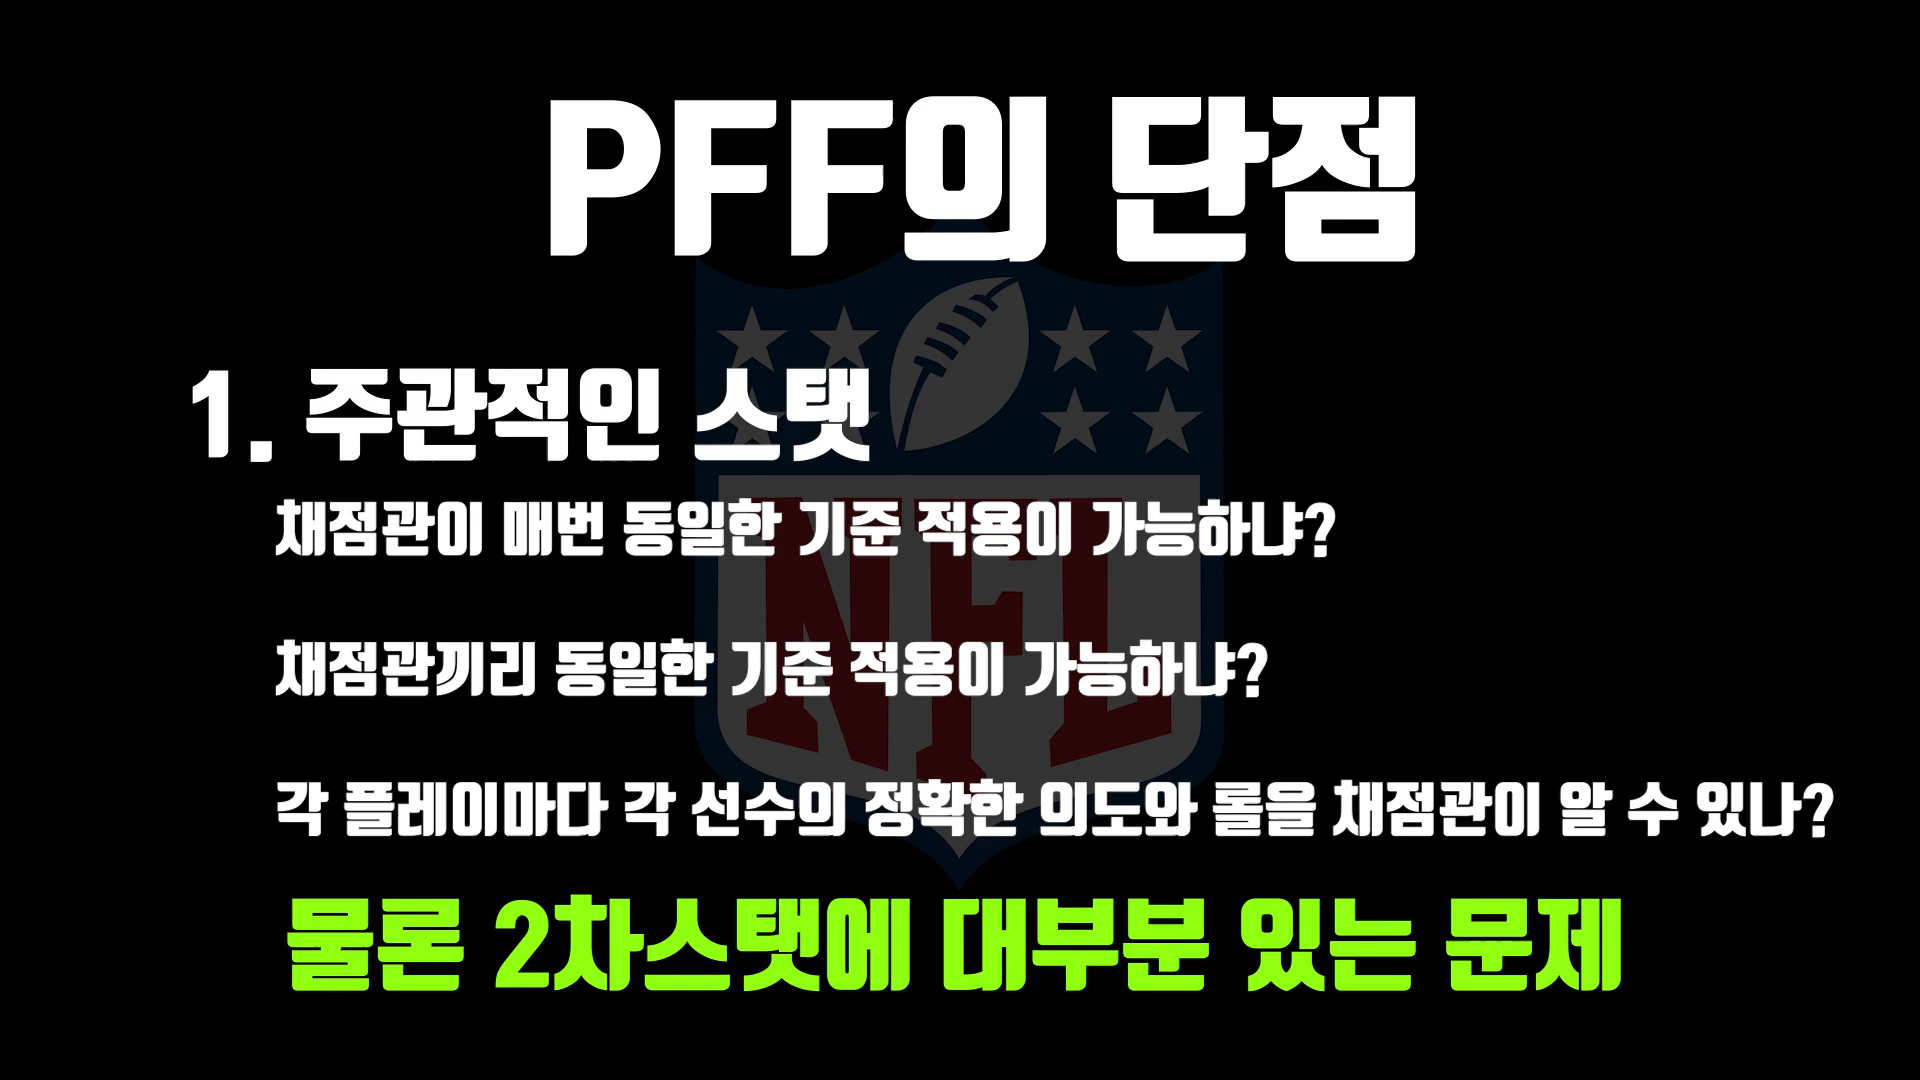 PFF의 단점
1. 주관적인 스탯
채점관이 매번 동일한 기준 적용이 가능하냐?
채점관끼리 동일한 기준 적용이 가능하냐?
각 플레이마다 각 선수의 정확한 의도와 롤을 채점관이 알 수 있나?
물론 2차스탯에 대부분 있는 문제
NFL